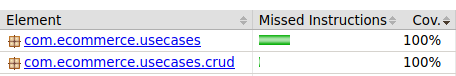 Element Missed Instructions Cov.
com.ecommerce.usecases 100%
com.ecommerce.usecases.crud 100%